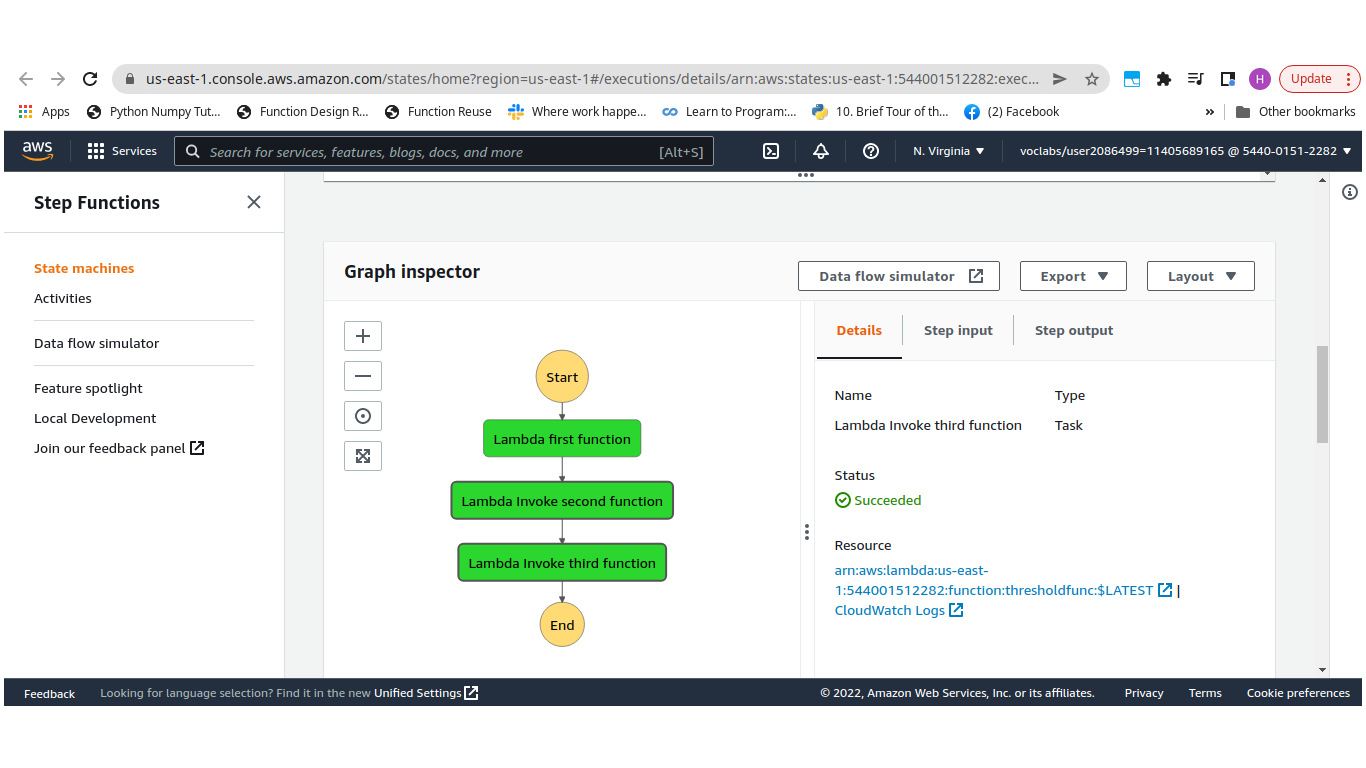 us-east-1.console.aws.amazon.com/states/home?region=us-east-1#/executions/details/arn:aws:states:us-east-1:544001512282:exec...
H
Update
Apps
Python Numpy Tut...
Function Design R...
Function Reuse
Where work happe...
Learn to Program:...
10. Brief Tour of th...
(2) Facebook
»
Other bookmarks
aws
Services
Search for services, features, blogs, docs, and more
[Alt+S]
N. Virginia
voclabs/user2086499=11405689165 @ 5440-0151-2282
Step Functions
State machines
Activities
Data flow simulator
Feature spotlight
Local Development
Join our feedback panel
Graph inspector
Data flow simulator
Export
Layout
Start
Lambda first function
Lambda Invoke second function
Lambda Invoke third function
End
Details
Step input
Step output
Name
Type
Lambda Invoke third function
Task
Status
Succeeded
Resource
arn:aws:lambda:us-east-
1:544001512282:function:thresholdfunc:$LATEST |
CloudWatch Logs
Feedback
Looking for language selection? Find it in the new Unified Settings
© 2022, Amazon Web Services, Inc. or its affiliates.
Privacy
Terms
Cookie preferences